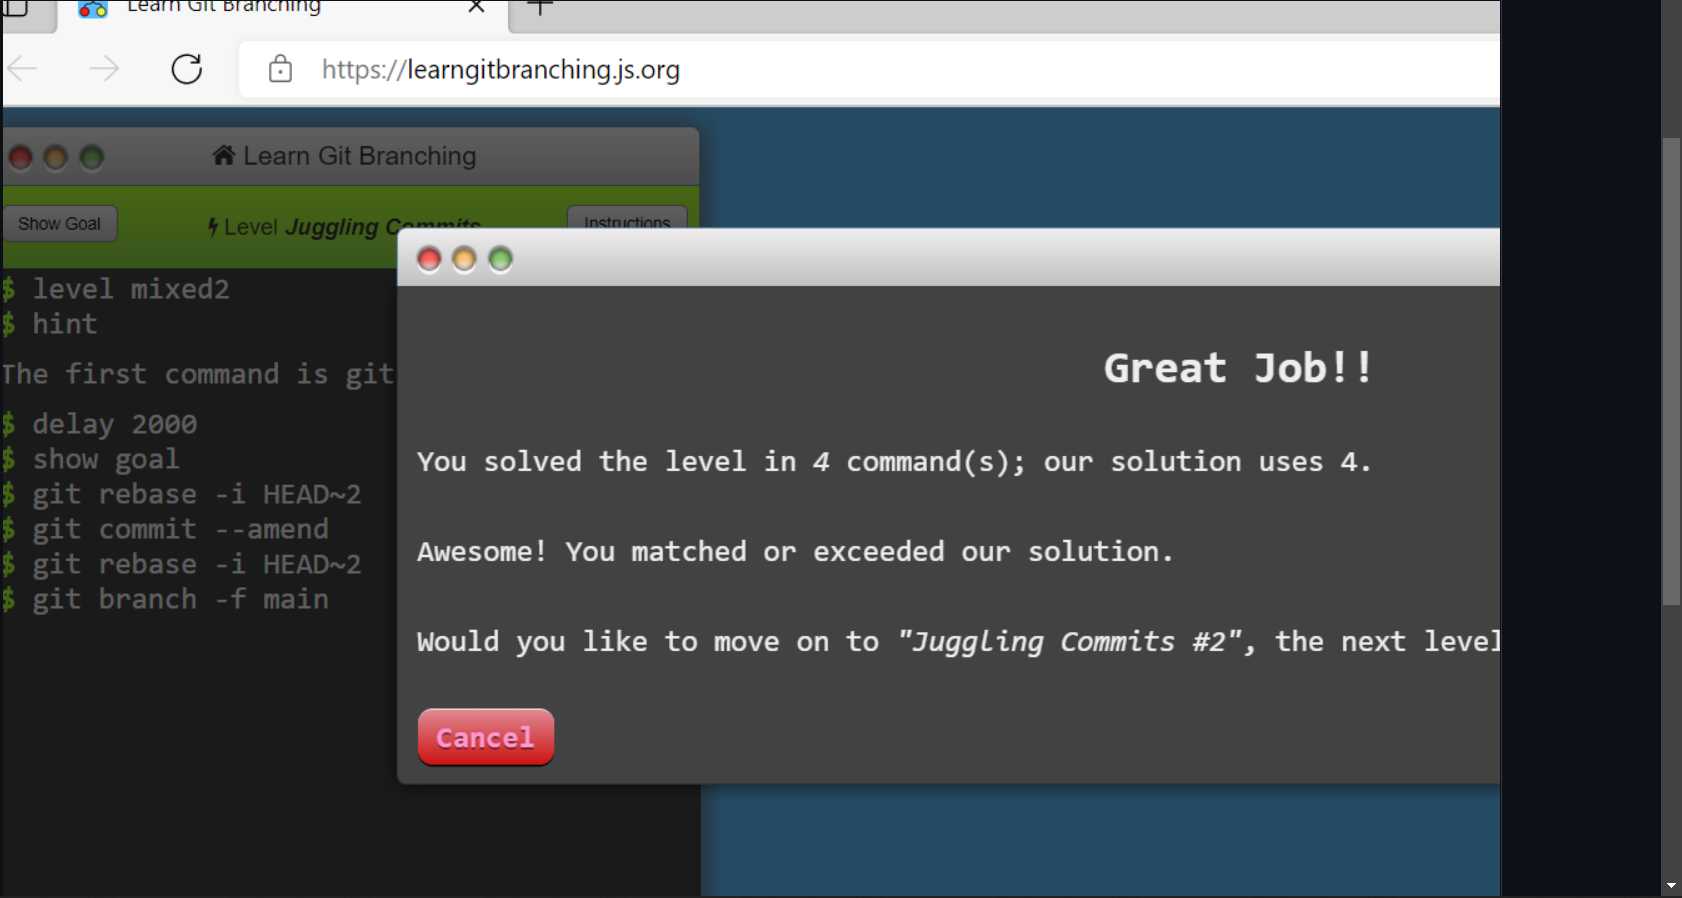 Learn Git Branching
https://learngitbranching.js.org
Learn Git Branching
Show Goal
Level Juggling Commits
Instructions
$ level mixed2
$ hint
The first command is git
$ delay 2000
$ show goal
$ git rebase -i HEAD~2
$ git commit --amend
$ git rebase -i HEAD~2
$ git branch -f main
Great Job!!
You solved the level in 4 command(s); our solution uses 4.
Awesome! You matched or exceeded our solution.
Would you like to move on to "Juggling Commits #2", the next level
Cancel